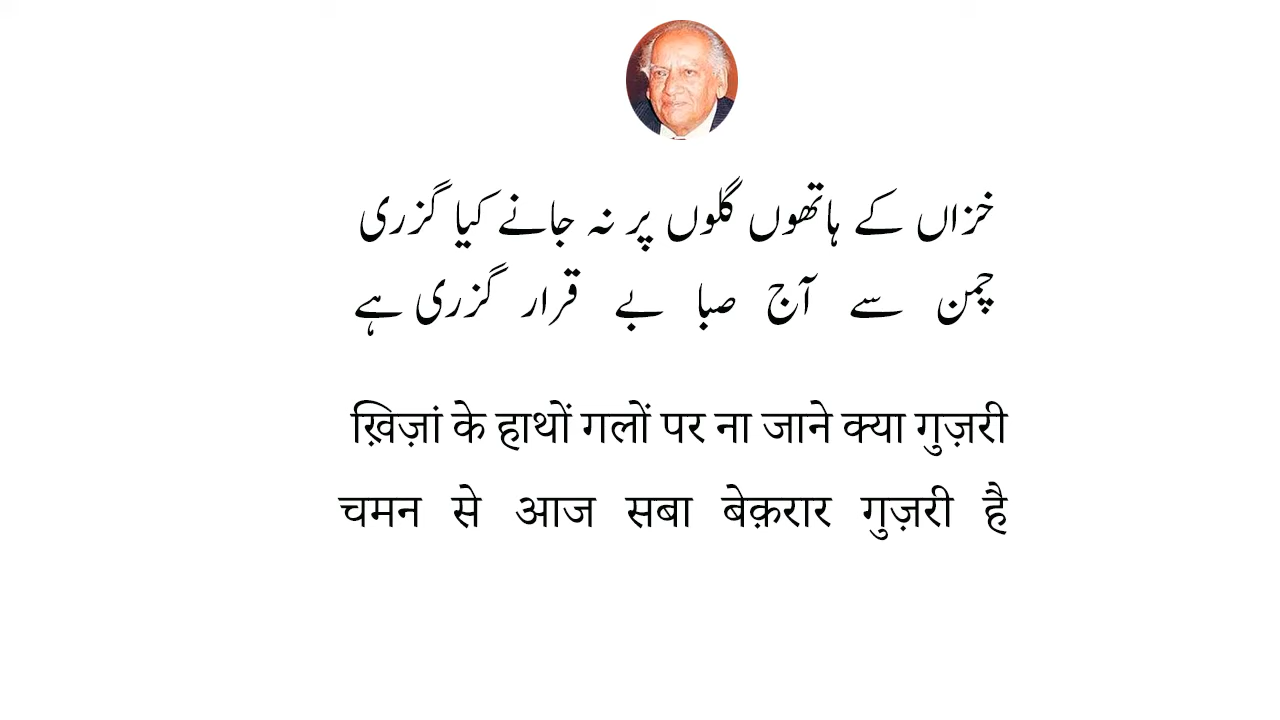 خزاں کے ہاتھوں گلوں پر نہ جانے کیا گزری
چمن سے آج صبا بے قرار گزری ہے
ख़िज़ां के हाथों गलों पर ना जाने क्या गुज़री
चमन से आज सबा बेक़रार गुज़री है